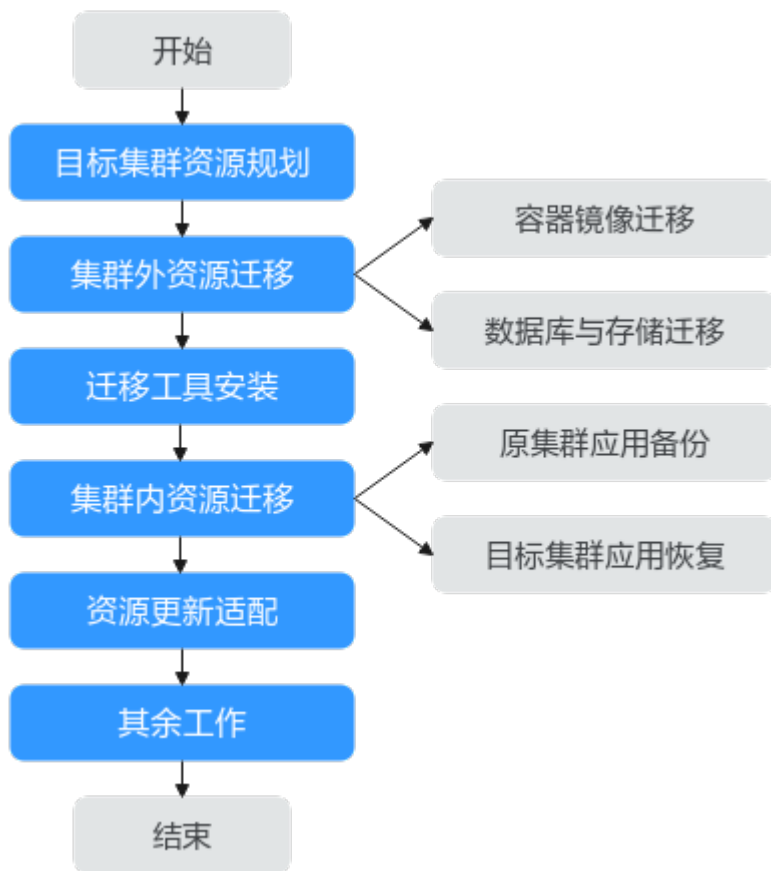 开始
目标集群资源规划
集群外资源迁移
容器镜像迁移
数据库与存储迁移
迁移工具安装
集群内资源迁移
原集群应用备份
目标集群应用恢复
资源更新适配
其余工作
结束